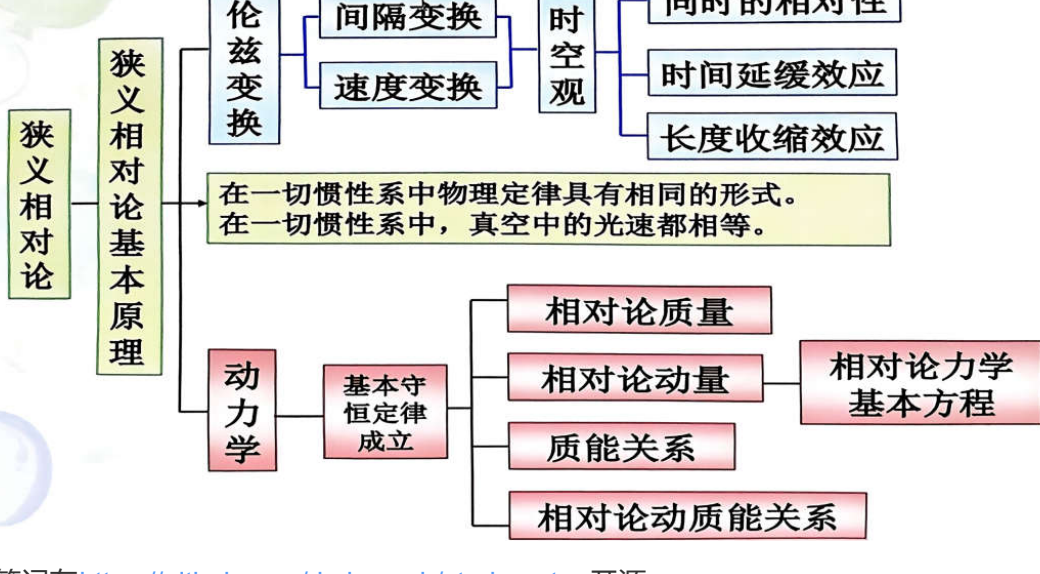 狭义相对论
狭义相对论基本原理
伦兹变换
间隔变换
速度变换
时空观
同时的相对性
时间延缓效应
长度收缩效应
在一切惯性系中物理定律具有相同的形式。
在一切惯性系中，真空中的光速都相等。
动力学
基本守
恒定律
成立
相对论质量
相对论动量
质能关系
相对论动质能关系
相对论力学
基本方程